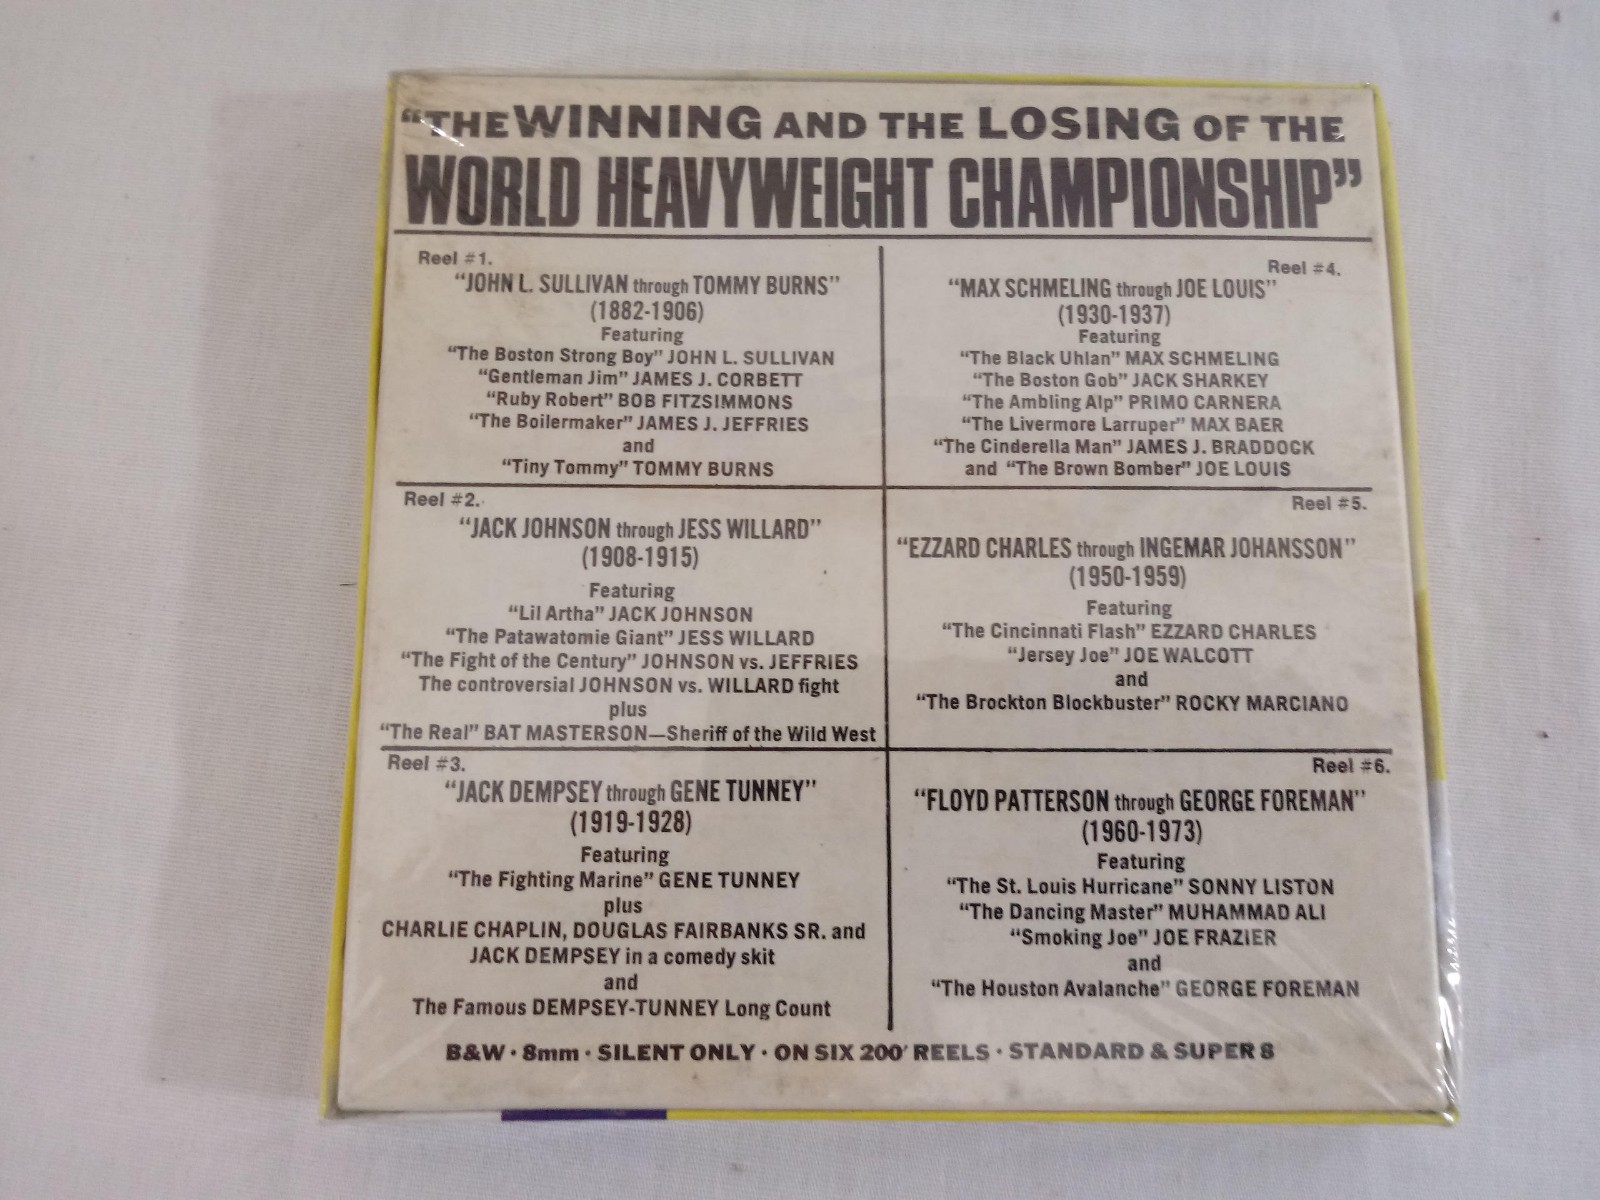 “THE WINNING AND THE LOSING OF THE
WORLD HEAVYWEIGHT CHAMPIONSHIP”
Reel #1.
“JOHN L. SULLIVAN through TOMMY BURNS”
(1882-1906)
Featuring
“The Boston Strong Boy” JOHN L. SULLIVAN
“Gentleman Jim” JAMES J. CORBETT
“Ruby Robert” BOB FITZSIMMONS
“The Boilermaker” JAMES J. JEFFRIES
and
“Tiny Tommy” TOMMY BURNS
Reel #2.
“JACK JOHNSON through JESS WILLARD”
(1908-1915)
Featuring
“Lil Artha” JACK JOHNSON
“The Patawatomie Giant” JESS WILLARD
“The Fight of the Century” JOHNSON vs. JEFFRIES
The controversial JOHNSON vs. WILLARD fight
plus
“The Real” BAT MASTERSON—Sheriff of the Wild West
Reel #3.
“JACK DEMPSEY through GENE TUNNEY”
(1919-1928)
Featuring
“The Fighting Marine” GENE TUNNEY
plus
CHARLIE CHAPLIN, DOUGLAS FAIRBANKS SR. and
JACK DEMPSEY in a comedy skit
and
The Famous DEMPSEY-TUNNEY Long Count
Reel #4.
“MAX SCHMELING through JOE LOUIS”
(1930-1937)
Featuring
“The Black Uhlan” MAX SCHMELING
“The Boston Gob” JACK SHARKEY
“The Ambling Alp” PRIMO CARNERA
“The Livermore Larruper” MAX BAER
“The Cinderella Man” JAMES J. BRADDOCK
and “The Brown Bomber” JOE LOUIS
Reel #5.
“EZZARD CHARLES through INGEMAR JOHANSSON”
(1950-1959)
Featuring
“The Cincinnati Flash” EZZARD CHARLES
“Jersey Joe” JOE WALCOTT
and
“The Brockton Blockbuster” ROCKY MARCIANO
Reel #6.
“FLOYD PATTERSON through GEORGE FOREMAN”
(1960-1973)
Featuring
“The St. Louis Hurricane” SONNY LISTON
“The Dancing Master” MUHAMMAD ALI
“Smoking Joe” JOE FRAZIER
and
“The Houston Avalanche” GEORGE FOREMAN
B&W · 8mm · SILENT ONLY · ON SIX 200' REELS · STANDARD & SUPER 8